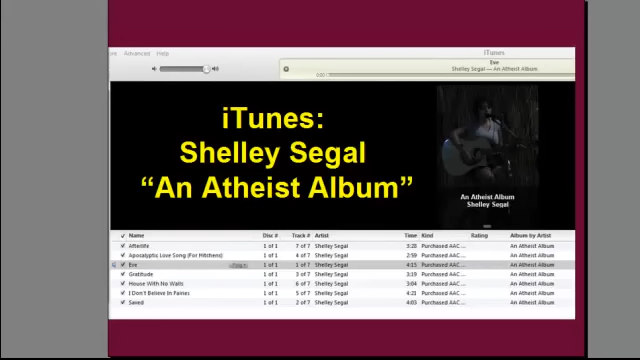 Advanced Help
iTunes
Eve
Shelley Segal — An Atheist Album
0:00
iTunes:
Shelley Segal
“An Atheist Album”
An Atheist Album
Shelley Segal
Name Disc # Track # Artist Time Kind Rating Album by Artist
Afterlife 1 of 1 7 of 7 Shelley Segal 3:28 Purchased AAC ... An Atheist Album
Apocalyptic Love Song (For Hitchens) 1 of 1 2 of 7 Shelley Segal 2:59 Purchased AAC ... An Atheist Album
Eve 1 of 1 1 of 7 Shelley Segal 4:15 Purchased AAC ... An Atheist Album
Gratitude 1 of 1 3 of 7 Shelley Segal 3:19 Purchased AAC ... An Atheist Album
House With No Walls 1 of 1 6 of 7 Shelley Segal 3:04 Purchased AAC ... An Atheist Album
I Don't Believe In Fairies 1 of 1 5 of 7 Shelley Segal 4:21 Purchased AAC ... An Atheist Album
Saved 1 of 1 4 of 7 Shelley Segal 4:03 Purchased AAC ... An Atheist Album